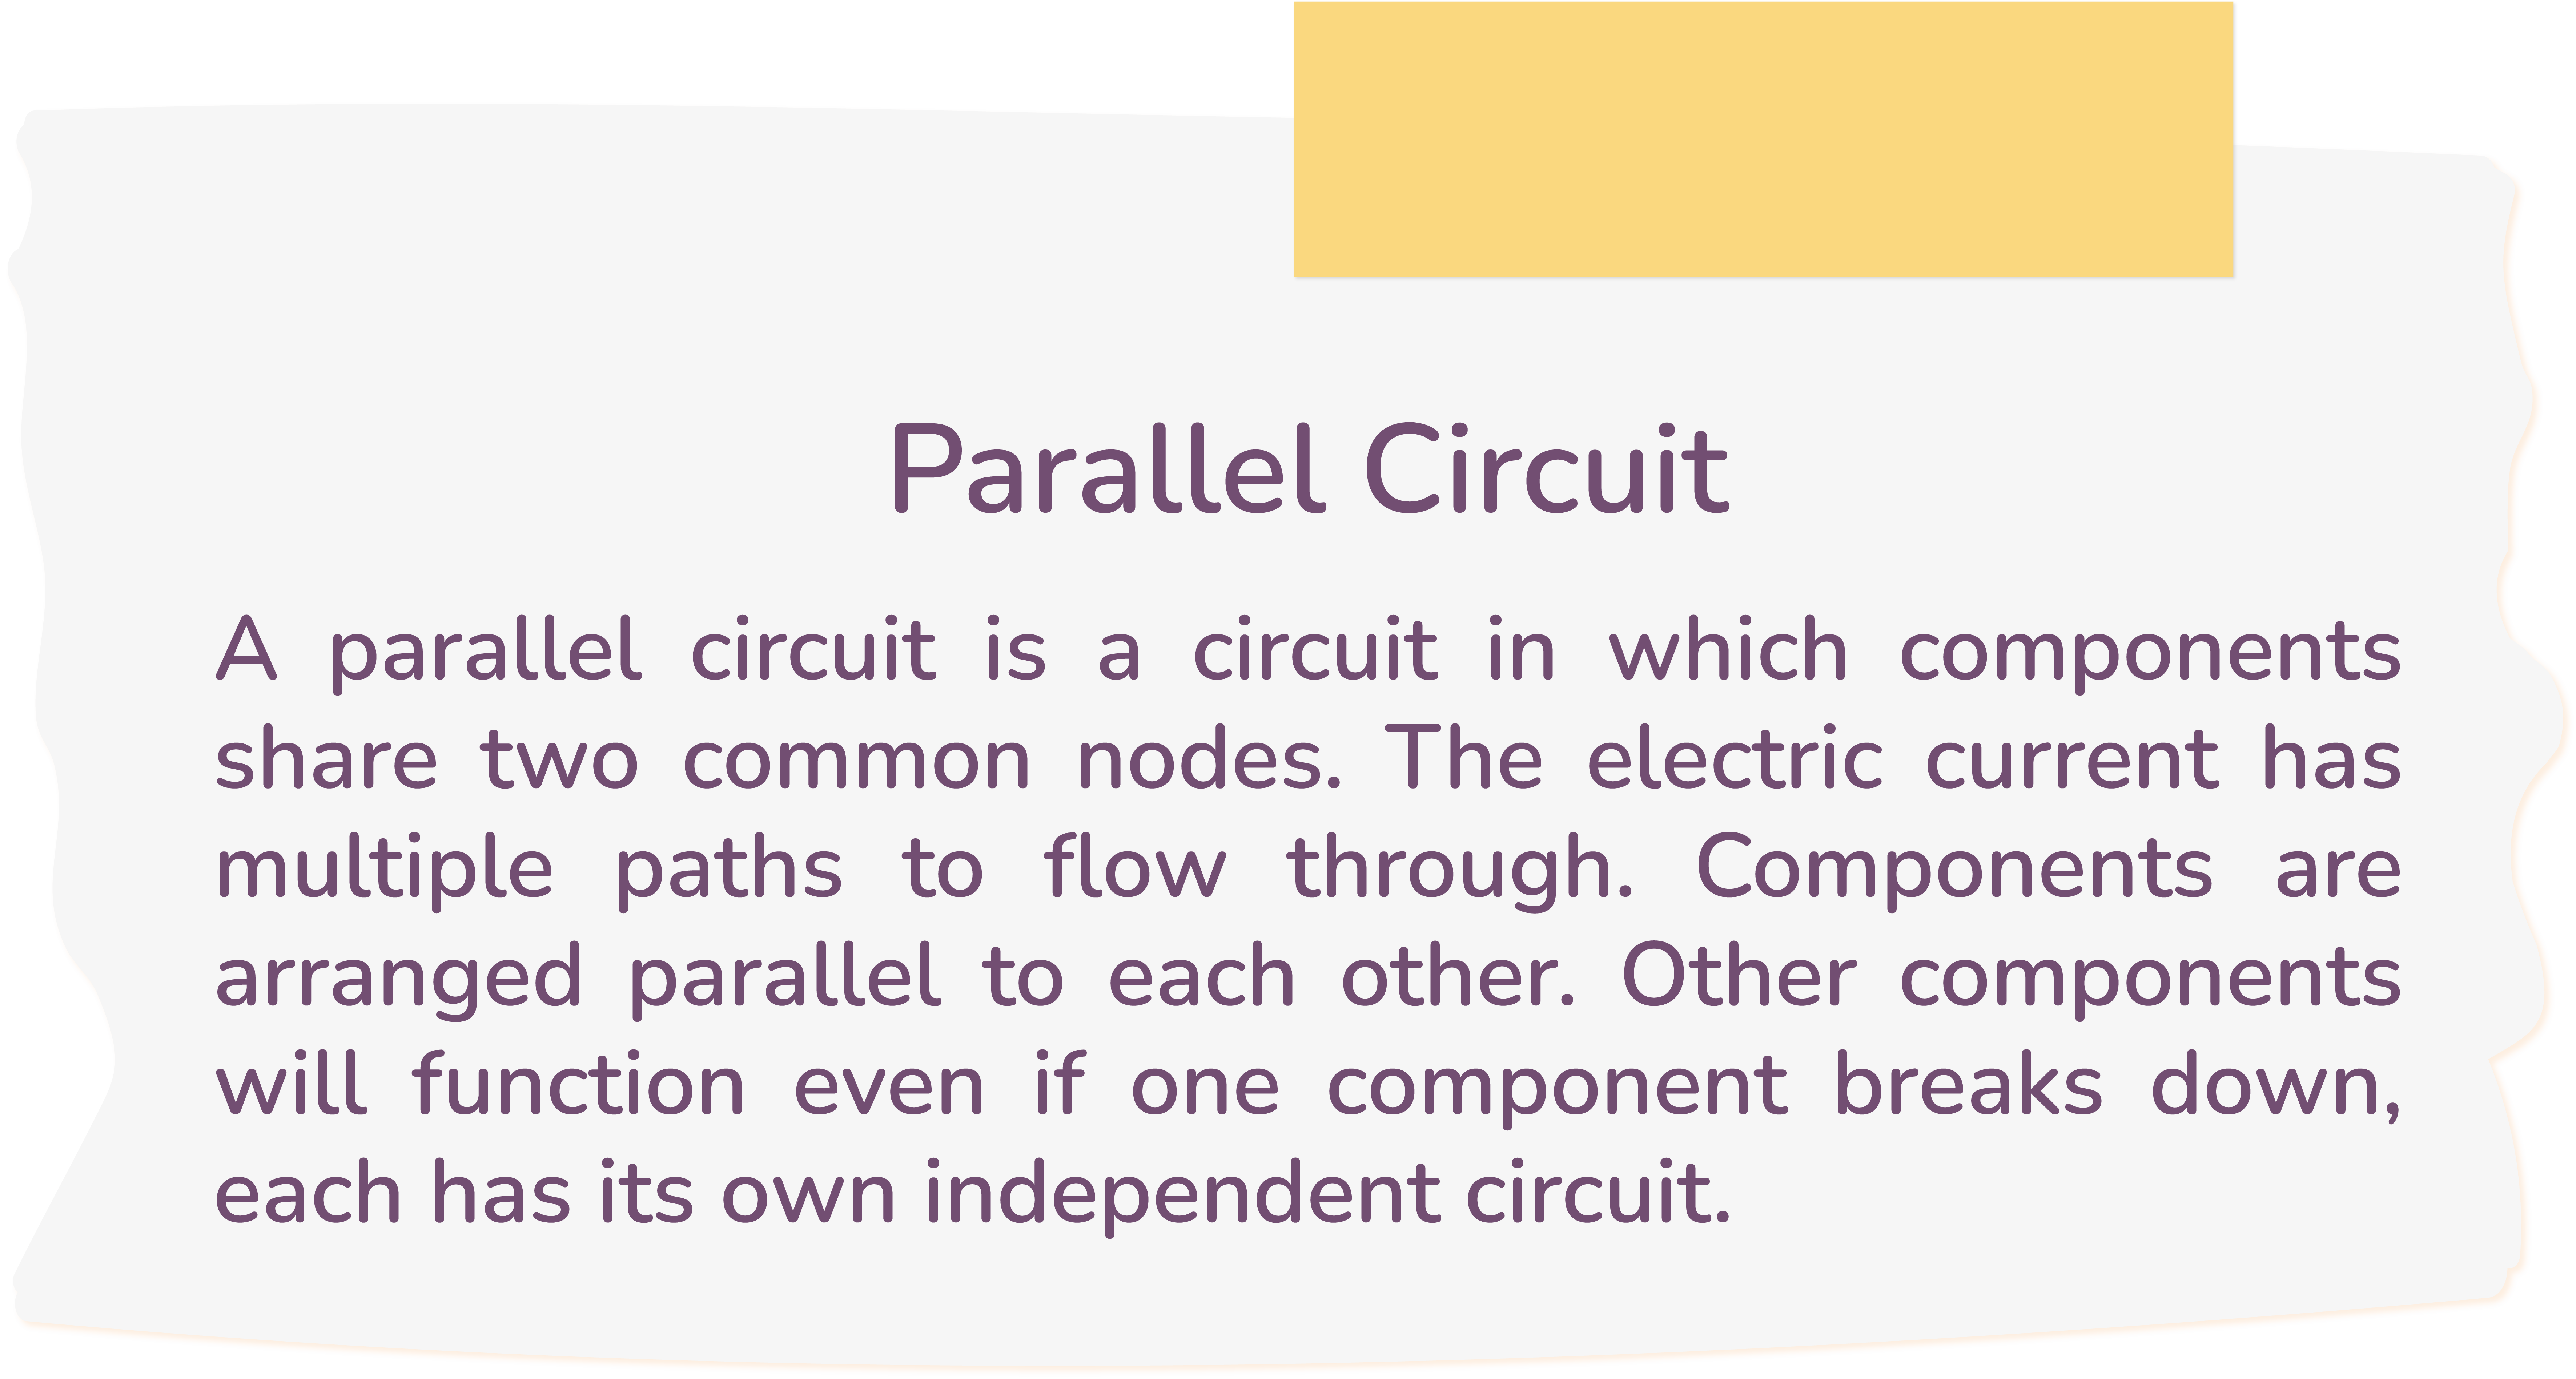 Parallel Circuit
A parallel circuit is a circuit in which components
share two common nodes. The electric current has
multiple paths to flow through. Components are
arranged parallel to each other. Other components
will function even if one component breaks down,
each has its own independent circuit.